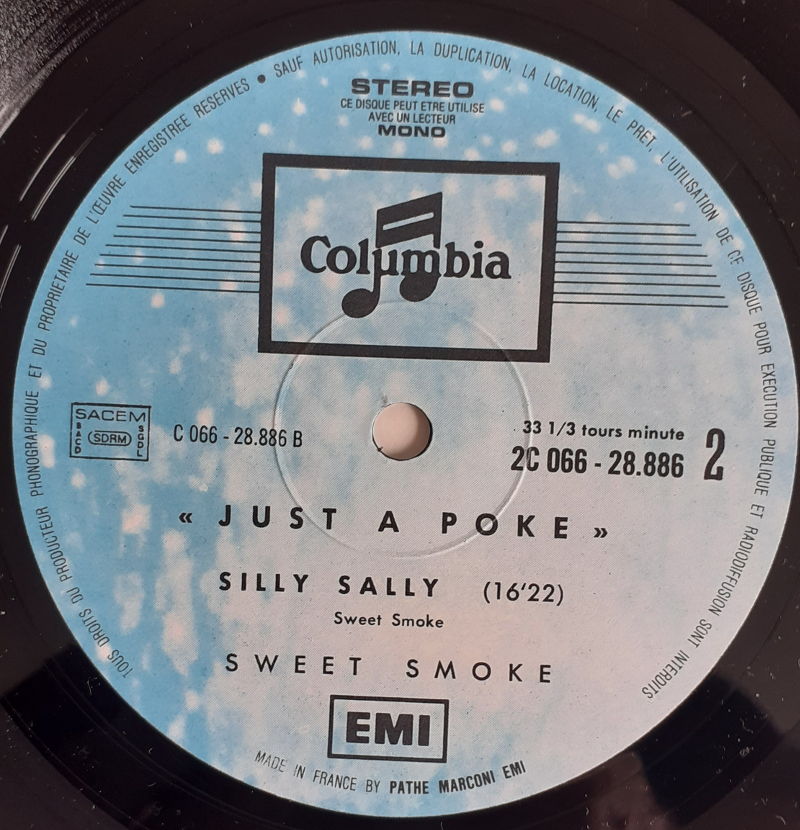 TOUS DROITS DU PRODUCTEUR PHONOGRAPHIQUE ET DU PROPRIETAIRE DE L'ŒUVRE ENREGISTREE RESERVES • SAUF AUTORISATION, LA DUPLICATION, LA LOCATION, LE PRET, L'UTILISATION DE CE DISQUE POUR EXECUTION PUBLIQUE ET RADIODIFFUSION SONT INTERDITS
STEREO
CE DISQUE PEUT ETRE UTILISE
AVEC UN LECTEUR
MONO
Columbia
SACEM
BACD
SDRM
SGDL
C 066 - 28.886 B
33 1/3 tours minute
2C 066 - 28.886
2
« JUST A POKE »
SILLY SALLY (16'22)
Sweet Smoke
SWEET SMOKE
EMI
MADE IN FRANCE BY PATHE MARCONI EMI